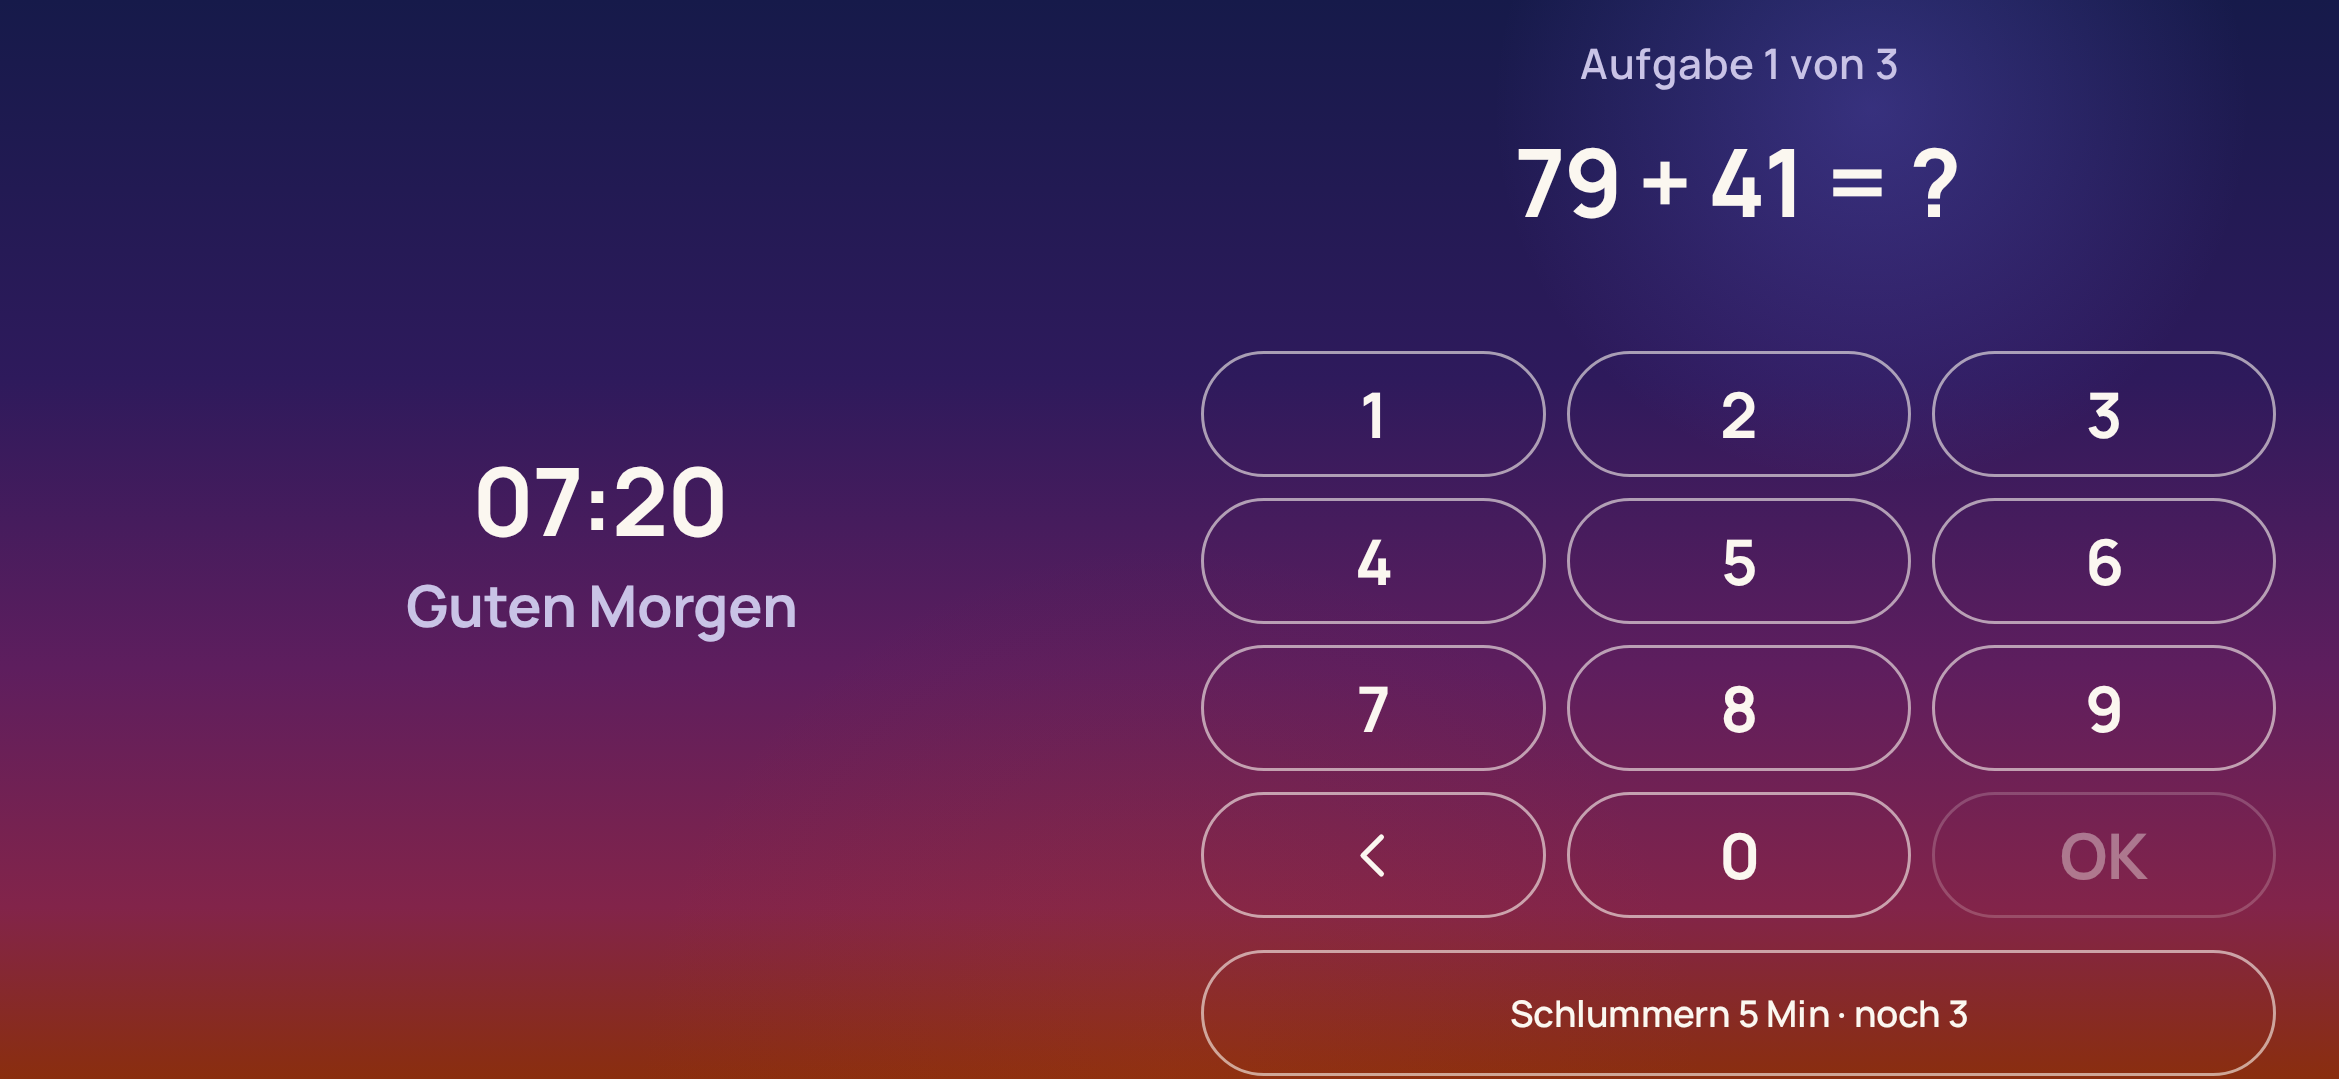 07:20
Guten Morgen
Aufgabe 1 von 3
79 + 41 = ?
1 2 3
4 5 6
7 8 9
< 0 OK
Schlummern 5 Min · noch 3